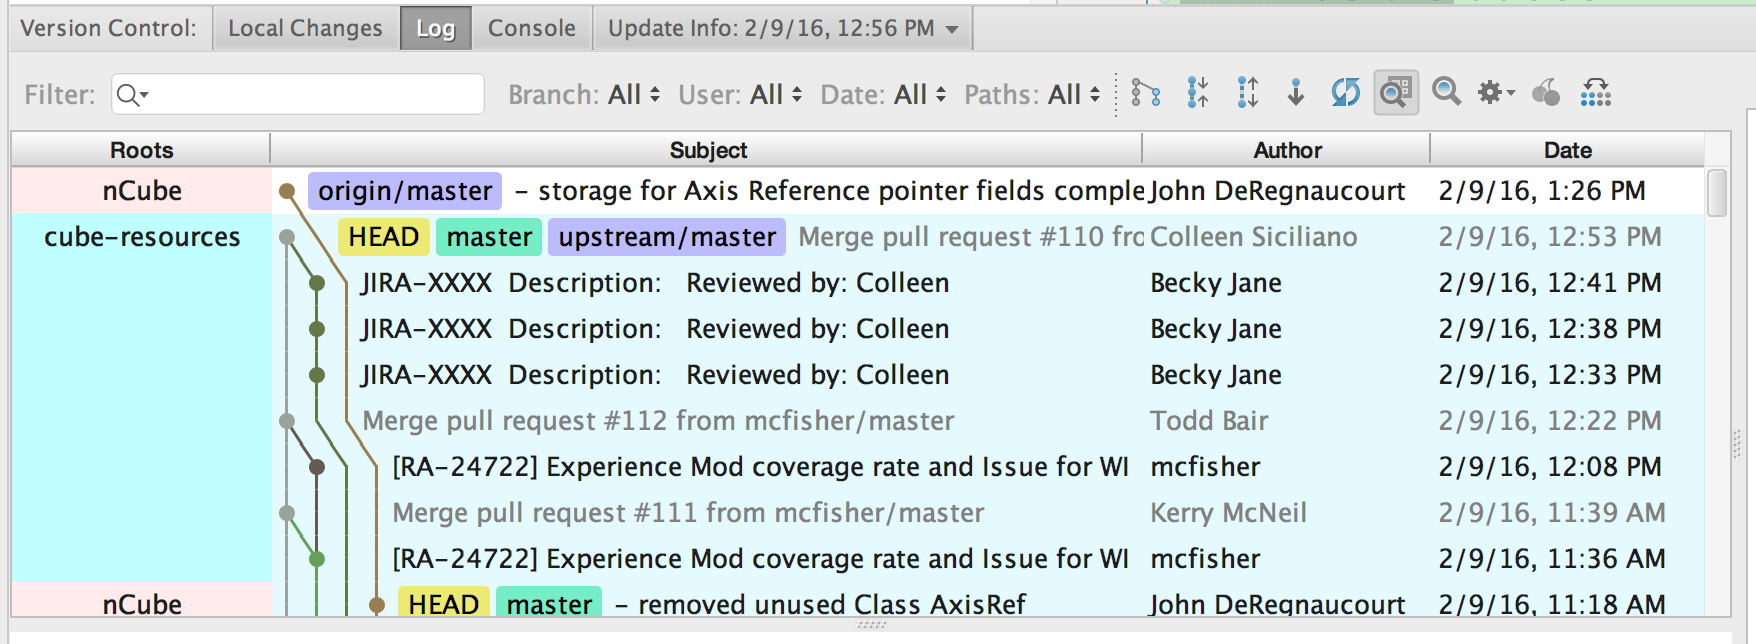 Version Control: Local Changes Log Console Update Info: 2/9/16, 12:56 PM
Filter: Branch: All User: All Date: All Paths: All
Roots Subject Author Date
nCube origin/master – storage for Axis Reference pointer fields comple John DeRegnaucourt 2/9/16, 1:26 PM
cube-resources HEAD master upstream/master Merge pull request #110 fro Colleen Siciliano 2/9/16, 12:53 PM
JIRA-XXXX Description: Reviewed by: Colleen Becky Jane 2/9/16, 12:41 PM
JIRA-XXXX Description: Reviewed by: Colleen Becky Jane 2/9/16, 12:38 PM
JIRA-XXXX Description: Reviewed by: Colleen Becky Jane 2/9/16, 12:33 PM
Merge pull request #112 from mcfisher/master Todd Bair 2/9/16, 12:22 PM
[RA-24722] Experience Mod coverage rate and Issue for WI mcfisher 2/9/16, 12:08 PM
Merge pull request #111 from mcfisher/master Kerry McNeil 2/9/16, 11:39 AM
[RA-24722] Experience Mod coverage rate and Issue for WI mcfisher 2/9/16, 11:36 AM
nCube HEAD master – removed unused Class AxisRef John DeRegnaucourt 2/9/16, 11:18 AM